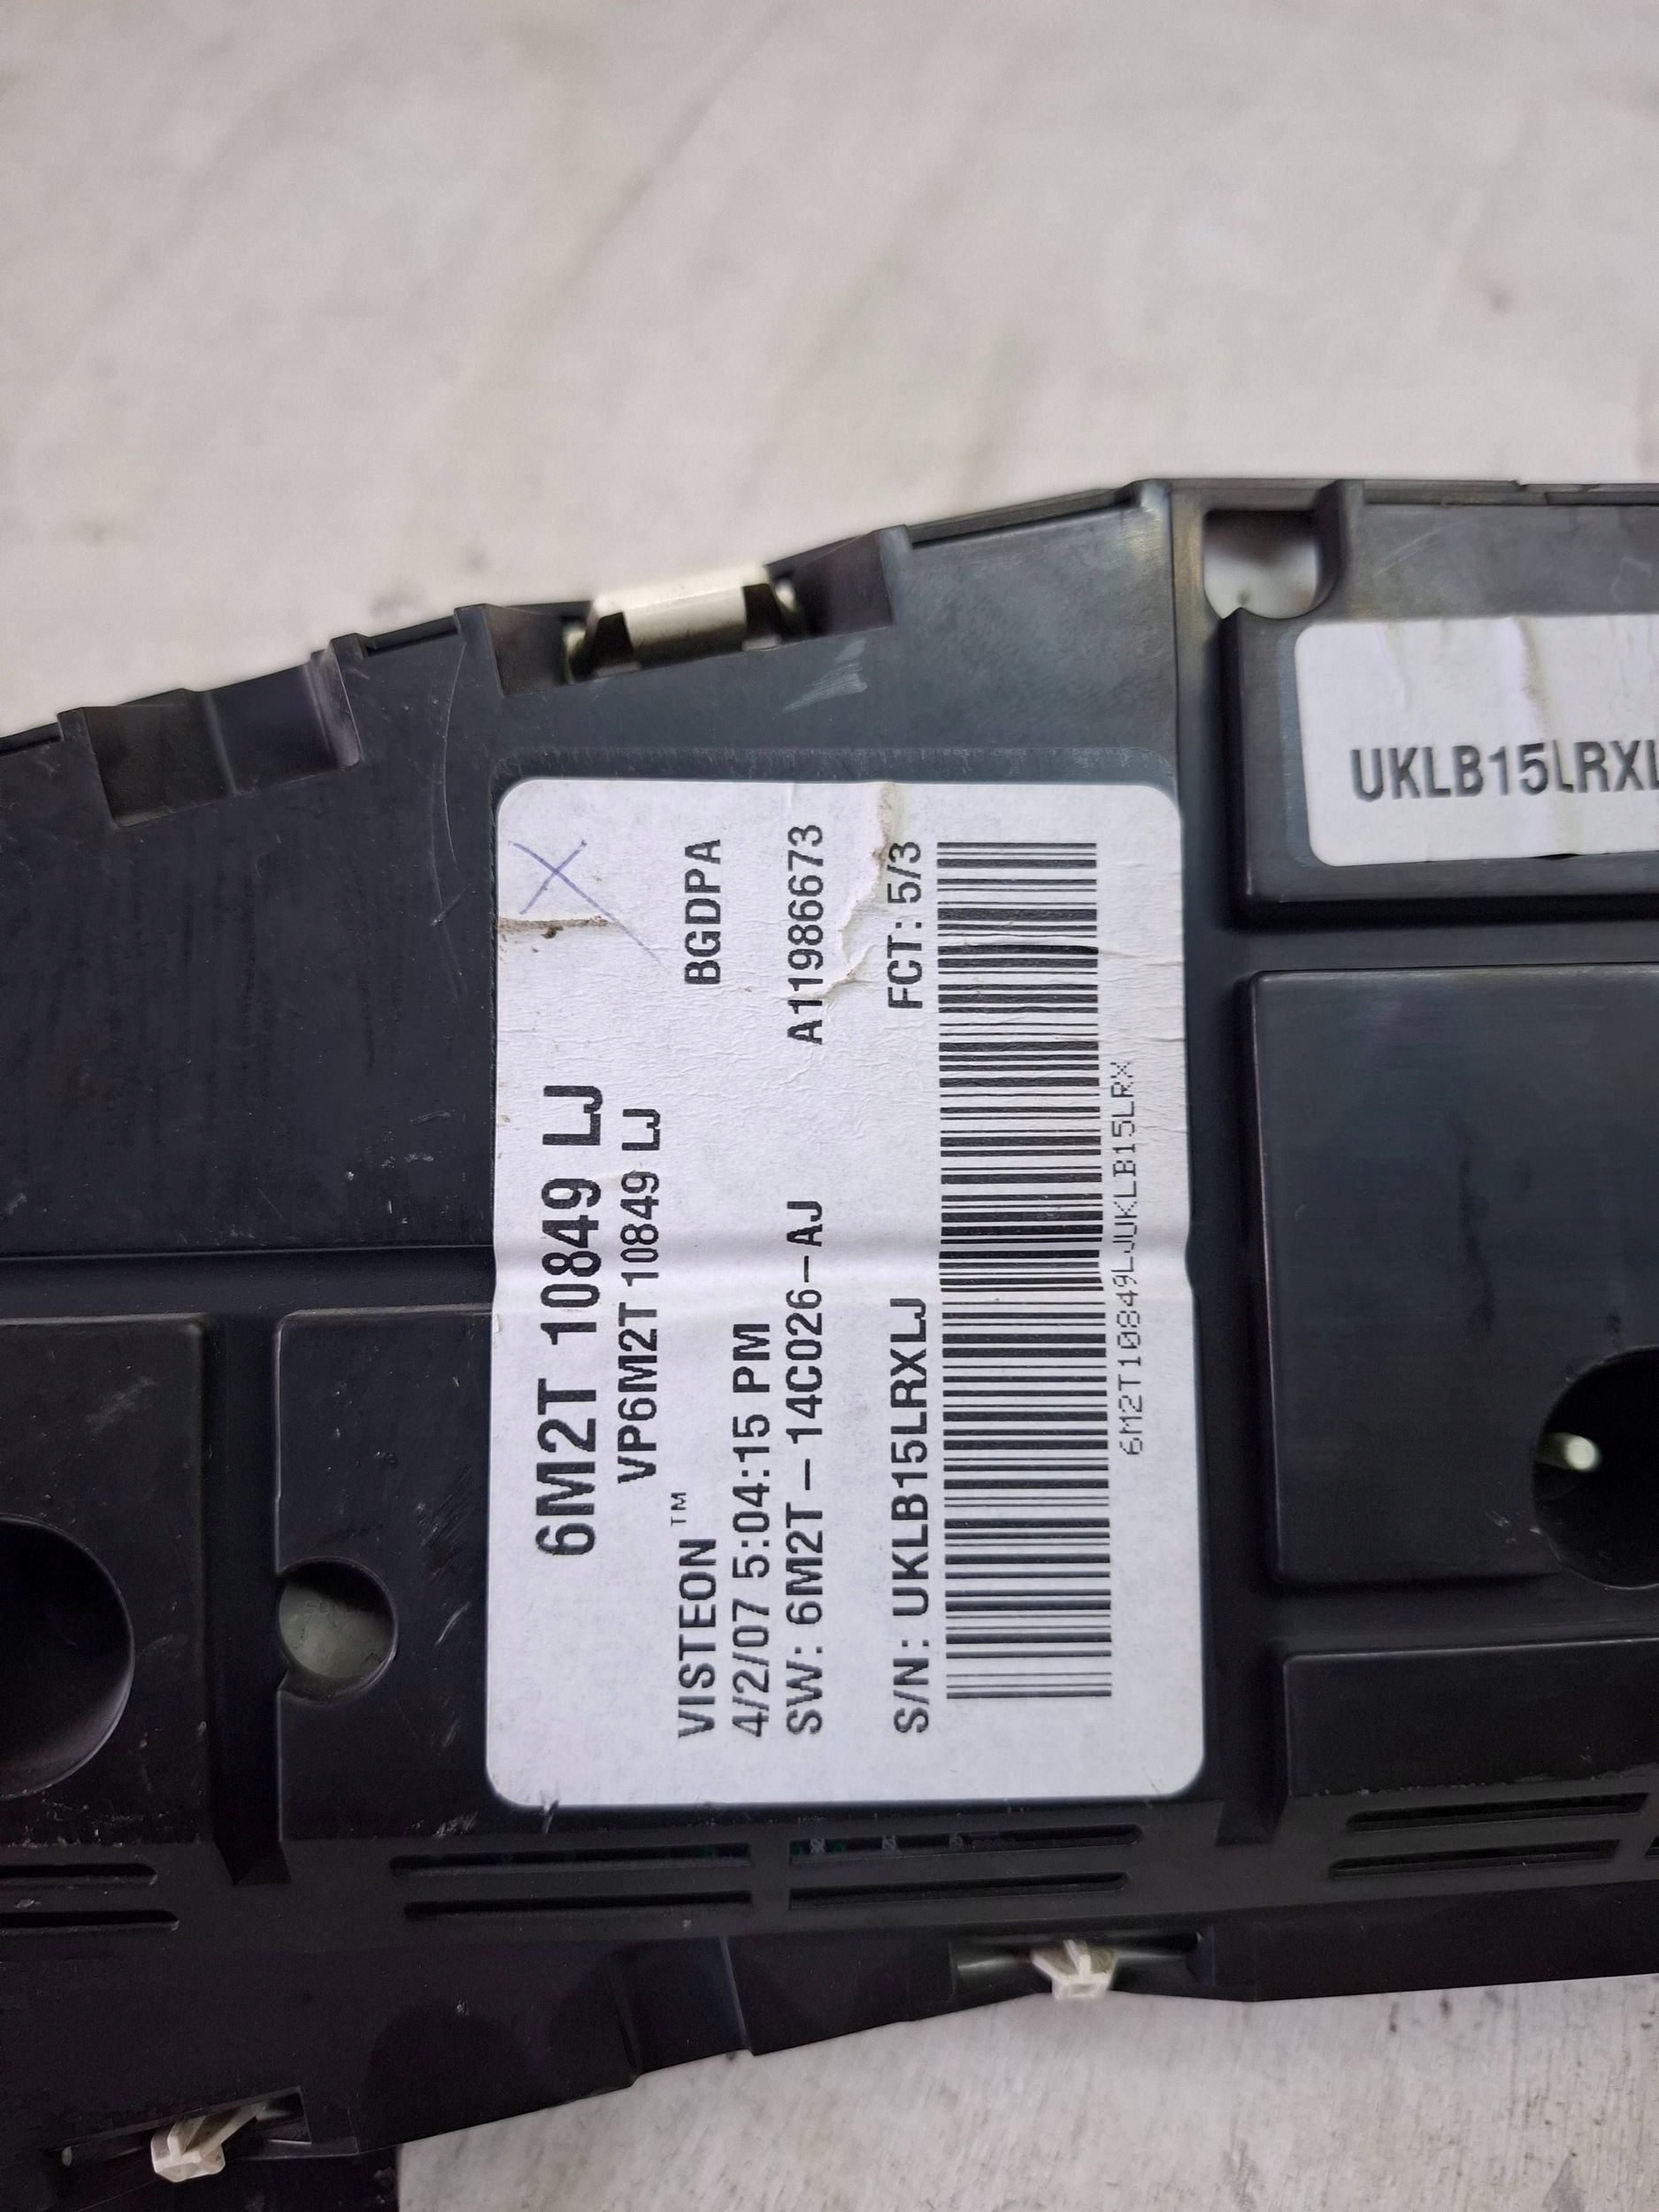 6M2T 10849 LJ
VP6M2T 10849 LJ
VISTEON™ BGDPA
4/2/07 5:04:15 PM
SW: 6M2T-14C026-AJ A11986673
S/N: UKLB15LRXLJ FCT: 5/3
6M2T10849LJUKLB15LRX
UKLB15LRXL